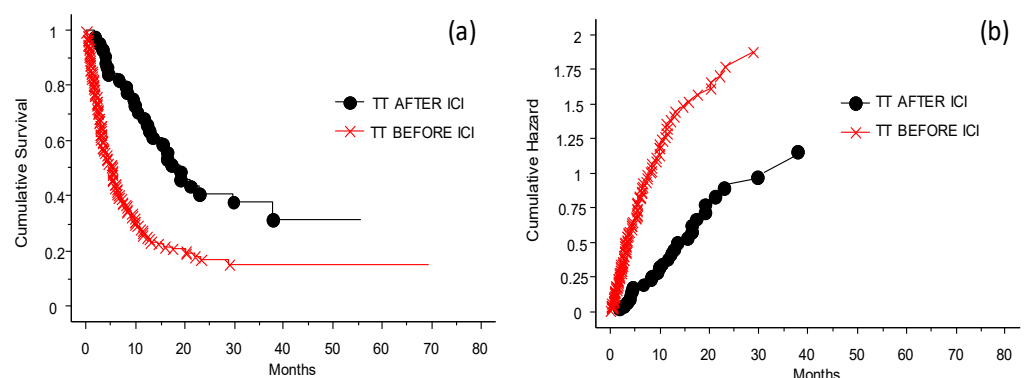 (a)
Cumulative Survival
1
0.8
0.6
0.4
0.2
0
TT AFTER ICI
TT BEFORE ICI
0 10 20 30 40 50 60 70 80
Months
(b)
Cumulative Hazard
2
1.75
1.5
1.25
1
0.75
0.5
0.25
0
TT AFTER ICI
TT BEFORE ICI
0 10 20 30 40 50 60 70 80
Months